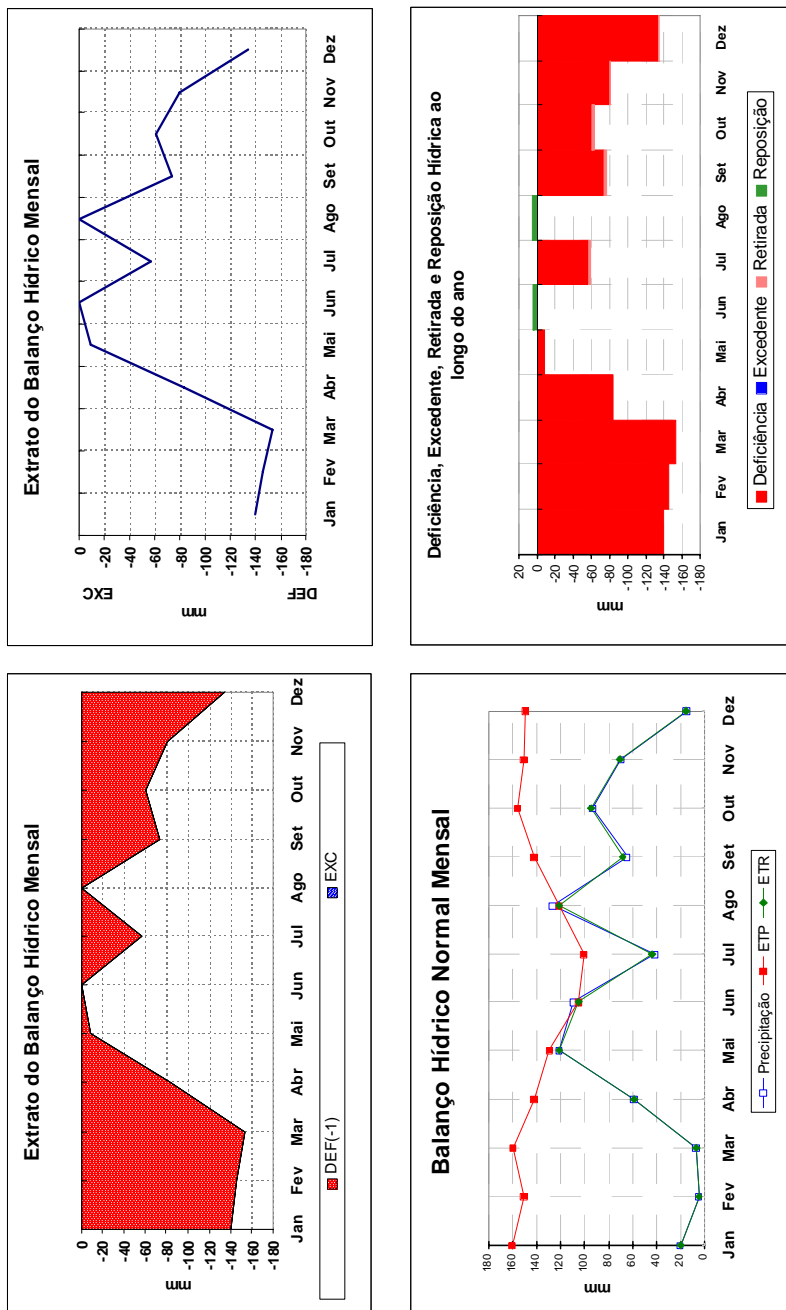 Extrato do Balanço Hídrico Mensal
0
-20
-40
-60
-80
-100
-120
-140
-160
-180
mm
Jan Fev Mar Abr Mai Jun Jul Ago Set Out Nov Dez
DEF(-1) EXC
Extrato do Balanço Hídrico Mensal
0
-20
-40
-60
-80
-100
-120
-140
-160
-180
EXC
mm
DEF
Jan Fev Mar Abr Mai Jun Jul Ago Set Out Nov Dez
Balanço Hídrico Normal Mensal
180
160
140
120
100
80
60
40
20
0
mm
Jan Fev Mar Abr Mai Jun Jul Ago Set Out Nov Dez
Precipitação ETP ETR
Deficiência, Excedente, Retirada e Reposição Hídrica ao
longo do ano
20
0
-20
-40
-60
-80
-100
-120
-140
-160
-180
mm
Jan Fev Mar Abr Mai Jun Jul Ago Set Out Nov Dez
Deficiência Excedente Retirada Reposição